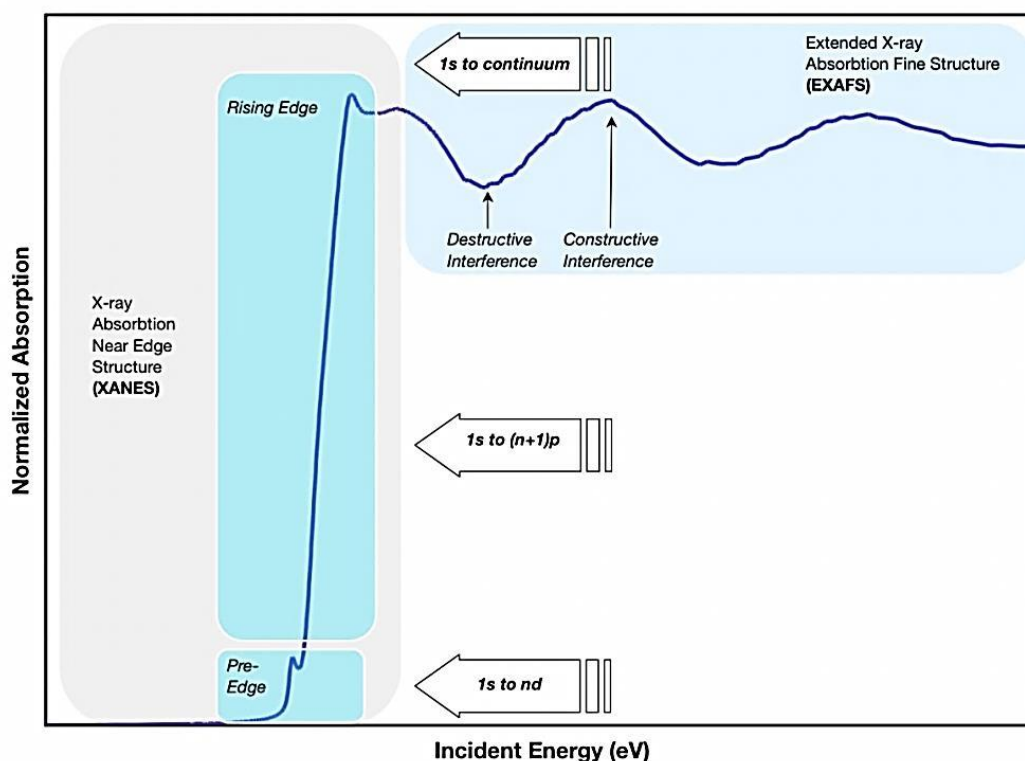 1s to continuum
Extended X-ray
Absorbtion Fine Structure
(EXAFS)
Rising Edge
Destructive
Interference
Constructive
Interference
X-ray
Absorbtion
Near Edge
Structure
(XANES)
Normalized Absorption
1s to (n+1)p
Pre-
Edge
1s to nd
Incident Energy (eV)